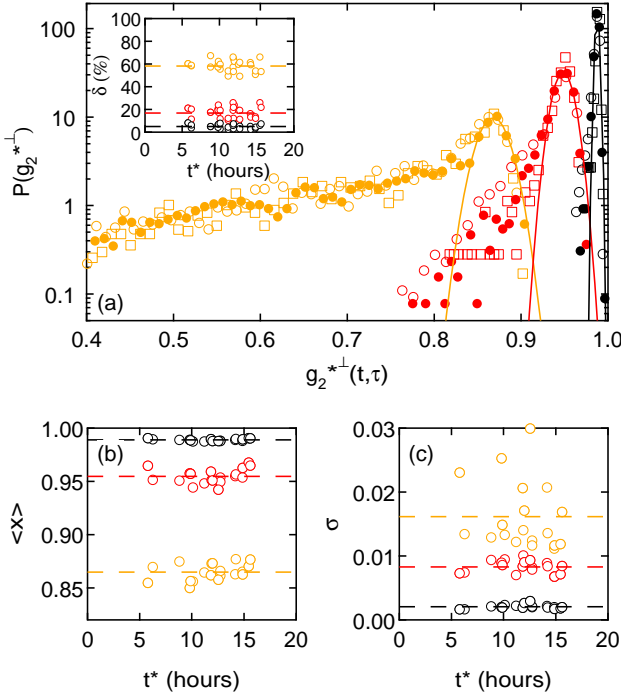 100
10
1
0.1
P(g₂*⊥)
100
80
60
40
20
0
δ (%)
0 5 10 15 20
t* (hours)
(a)
0.4 0.5 0.6 0.7 0.8 0.9 1.0
g₂*⊥(t,τ)
1.00
0.95
0.90
0.85
<x>
(b)
0 5 10 15 20
t* (hours)
0.03
0.02
0.01
0.00
σ
(c)
0 5 10 15 20
t* (hours)